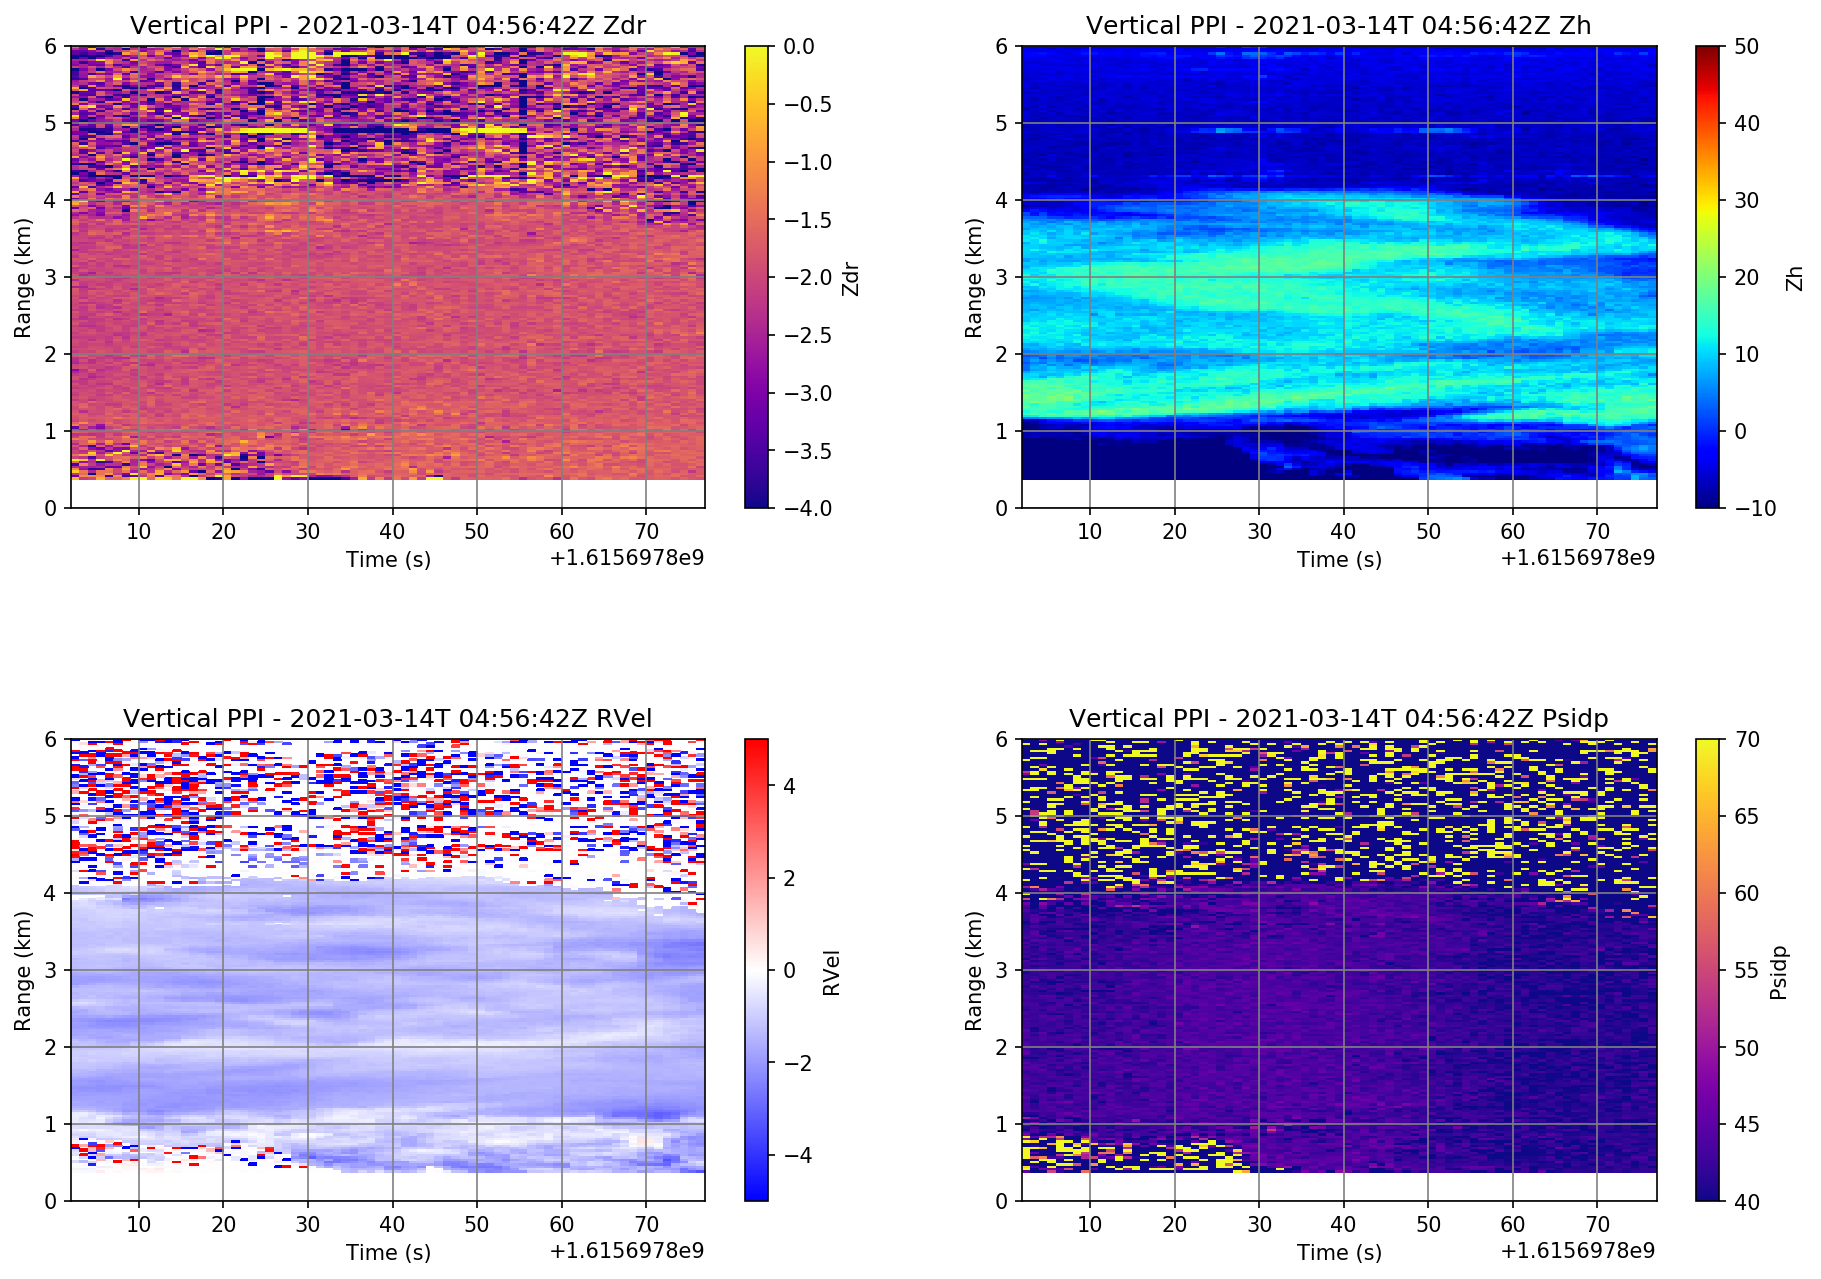 Vertical PPI - 2021-03-14T 04:56:42Z Zdr
6
5
4
3
2
1
0
Range (km)
10 20 30 40 50 60 70
Time (s)
+1.6156978e9
0.0
−0.5
−1.0
−1.5
−2.0
−2.5
−3.0
−3.5
−4.0
Zdr
Vertical PPI - 2021-03-14T 04:56:42Z Zh
6
5
4
3
2
1
0
Range (km)
10 20 30 40 50 60 70
Time (s)
+1.6156978e9
50
40
30
20
10
0
−10
Zh
Vertical PPI - 2021-03-14T 04:56:42Z RVel
6
5
4
3
2
1
0
Range (km)
10 20 30 40 50 60 70
Time (s)
+1.6156978e9
4
2
0
−2
−4
RVel
Vertical PPI - 2021-03-14T 04:56:42Z Psidp
6
5
4
3
2
1
0
Range (km)
10 20 30 40 50 60 70
Time (s)
+1.6156978e9
70
65
60
55
50
45
40
Psidp